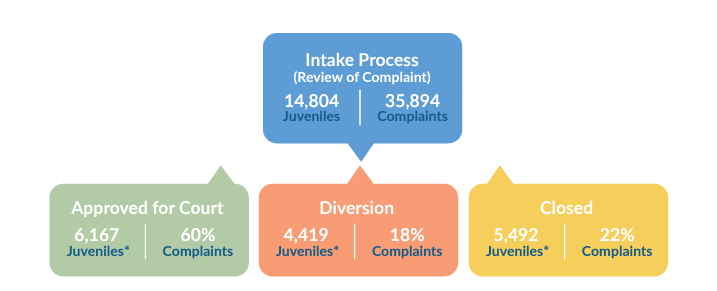 Intake Process
(Review of Complaint)
14,804 35,894
Juveniles Complaints
Approved for Court
6,167 60%
Juveniles* Complaints
Diversion
4,419 18%
Juveniles* Complaints
Closed
5,492 22%
Juveniles* Complaints